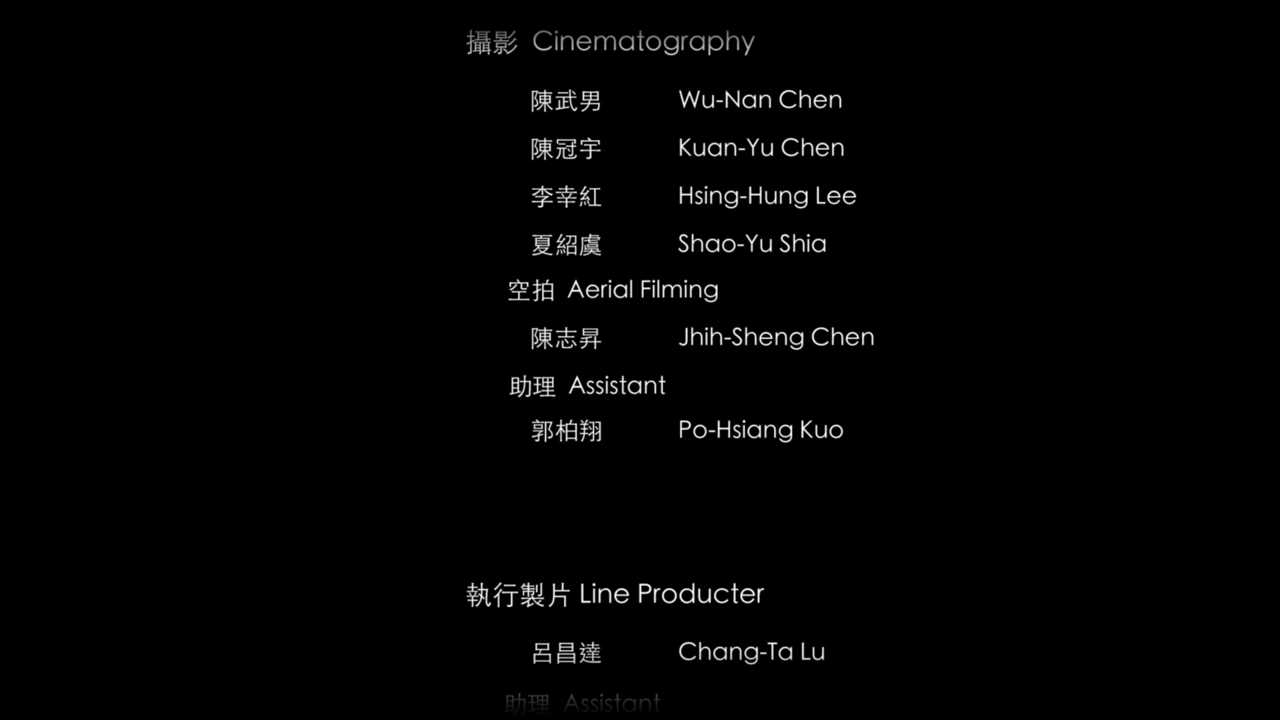 攝影 Cinematography
陳武男 Wu-Nan Chen
陳冠宇 Kuan-Yu Chen
李幸紅 Hsing-Hung Lee
夏紹虞 Shao-Yu Shia
空拍 Aerial Filming
陳志昇 Jhih-Sheng Chen
助理 Assistant
郭柏翔 Po-Hsiang Kuo
執行製片 Line Producter
呂昌達 Chang-Ta Lu
助理 Assistant